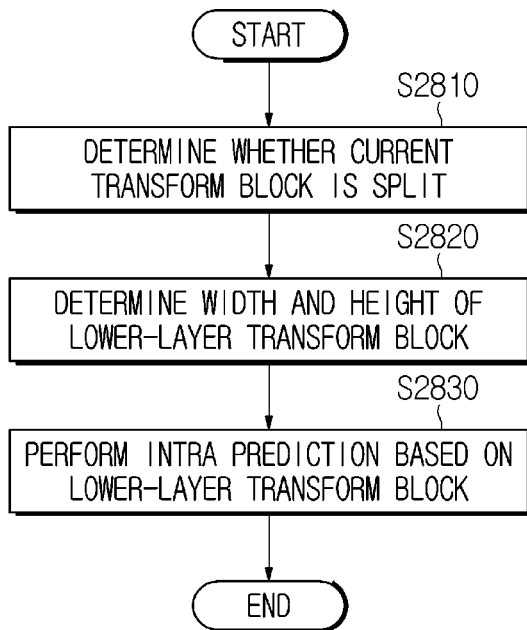 START
S2810
DETERMINE WHETHER CURRENT
TRANSFORM BLOCK IS SPLIT
S2820
DETERMINE WIDTH AND HEIGHT OF
LOWER-LAYER TRANSFORM BLOCK
S2830
PERFORM INTRA PREDICTION BASED ON
LOWER-LAYER TRANSFORM BLOCK
END